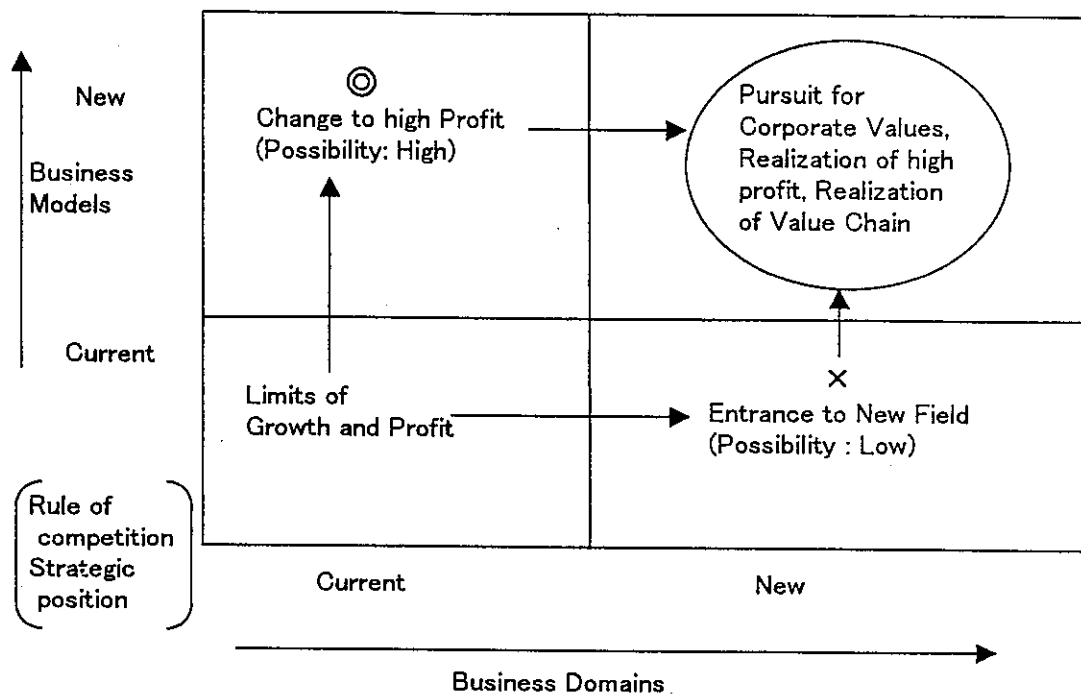 New
Business
Models
Current
Rule of
competition
Strategic
position
Change to high Profit
(Possibility: High)
Pursuit for
Corporate Values,
Realization of high
profit, Realization
of Value Chain
Limits of
Growth and Profit
×
Entrance to New Field
(Possibility : Low)
Current
New
Business Domains